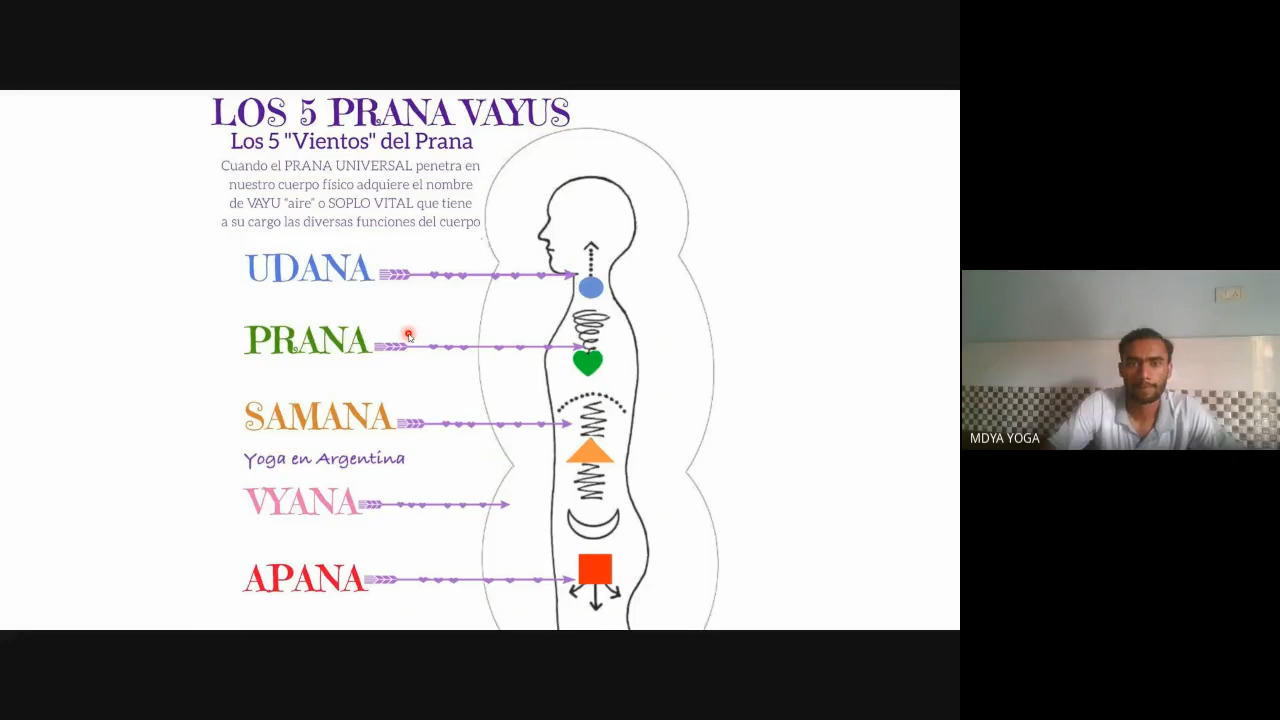 LOS 5 PRANA VAYUS
Los 5 "Vientos" del Prana
Cuando el PRANA UNIVERSAL penetra en
nuestro cuerpo físico adquiere el nombre
de VAYU "aire" o SOPLO VITAL que tiene
a su cargo las diversas funciones del cuerpo
UDANA
PRANA
SAMANA
Yoga en Argentina
VYANA
APANA
MDYA YOGA